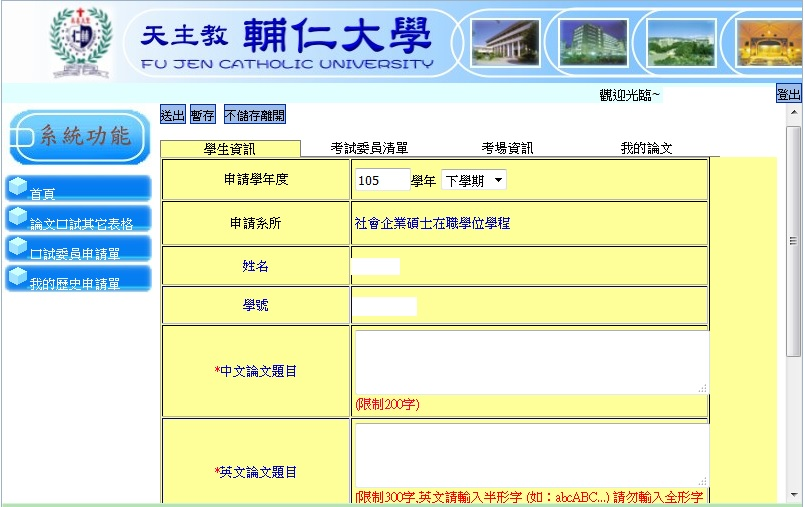 天主教 輔仁大學
FU JEN CATHOLIC UNIVERSITY
觀迎光臨~
登出
系統功能
首頁
論文口試其它表格
口試委員申請單
我的歷史申請單
送出 暫存 不儲存離開
學生資訊 考試委員清單 考場資訊 我的論文
申請學年度 105 學年 下學期
申請系所 社會企業碩士在職學位學程
姓名
學號
*中文論文題目
(限制200字)
*英文論文題目
(限制300字,英文請輸入半形字 (如：abcABC...) 請勿輸入全形字